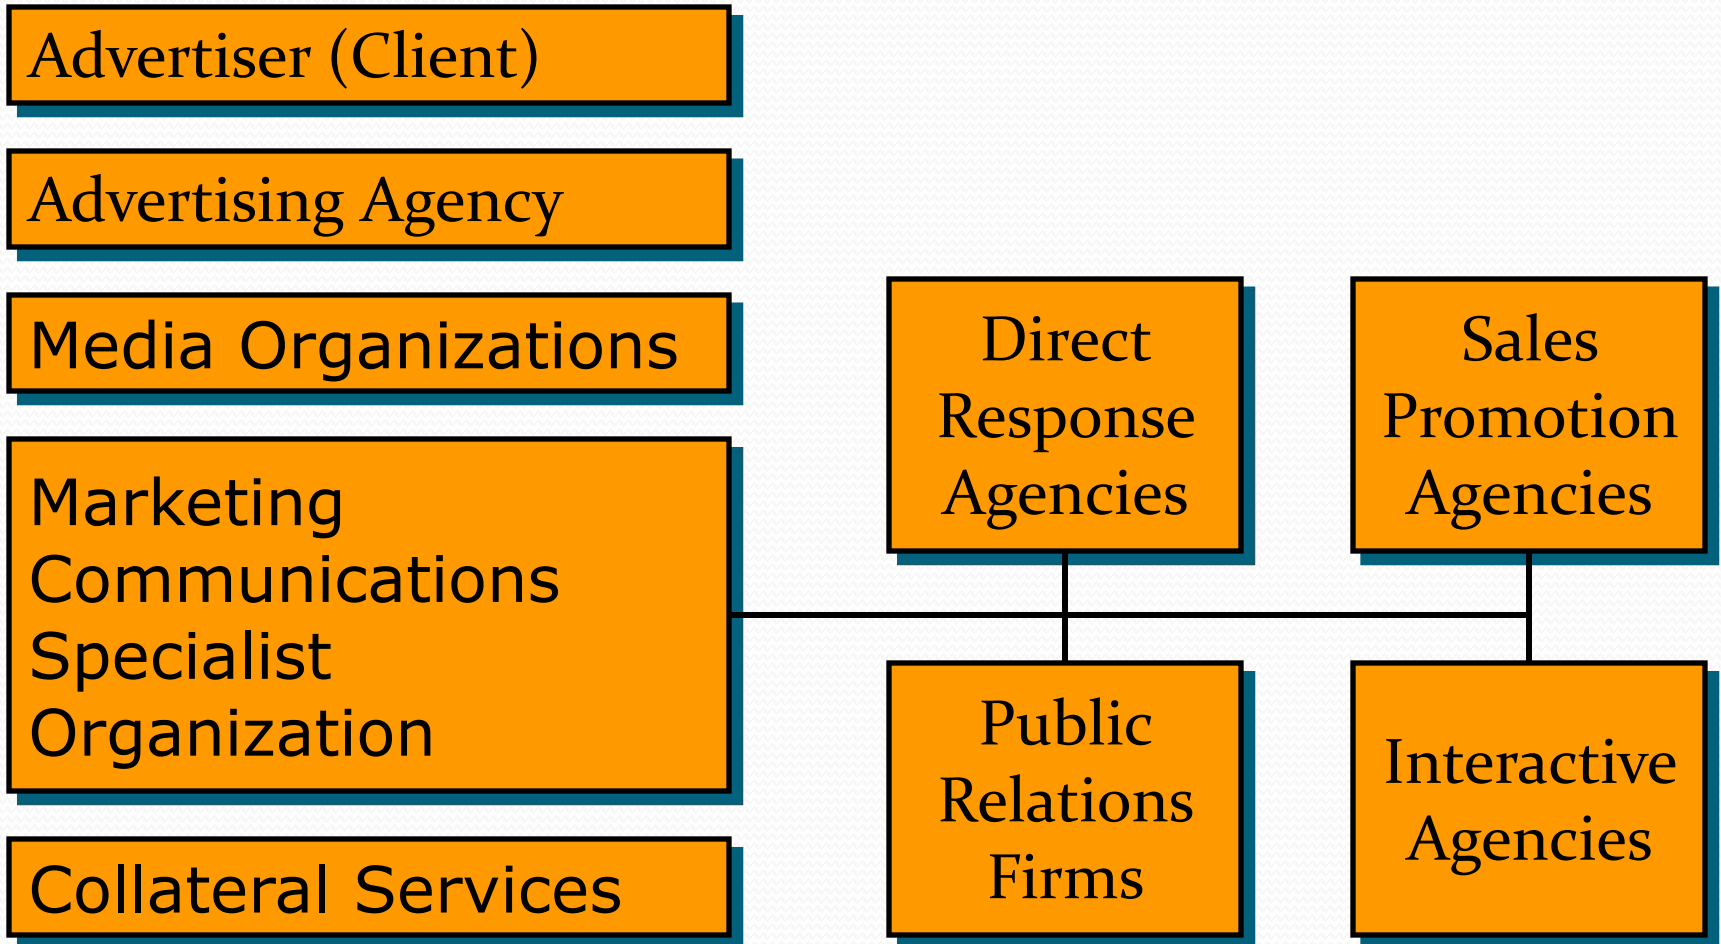 Advertiser (Client)
Advertising Agency
Media Organizations
Marketing
Communications
Specialist
Organization
Collateral Services
Direct
Response
Agencies
Sales
Promotion
Agencies
Public
Relations
Firms
Interactive
Agencies